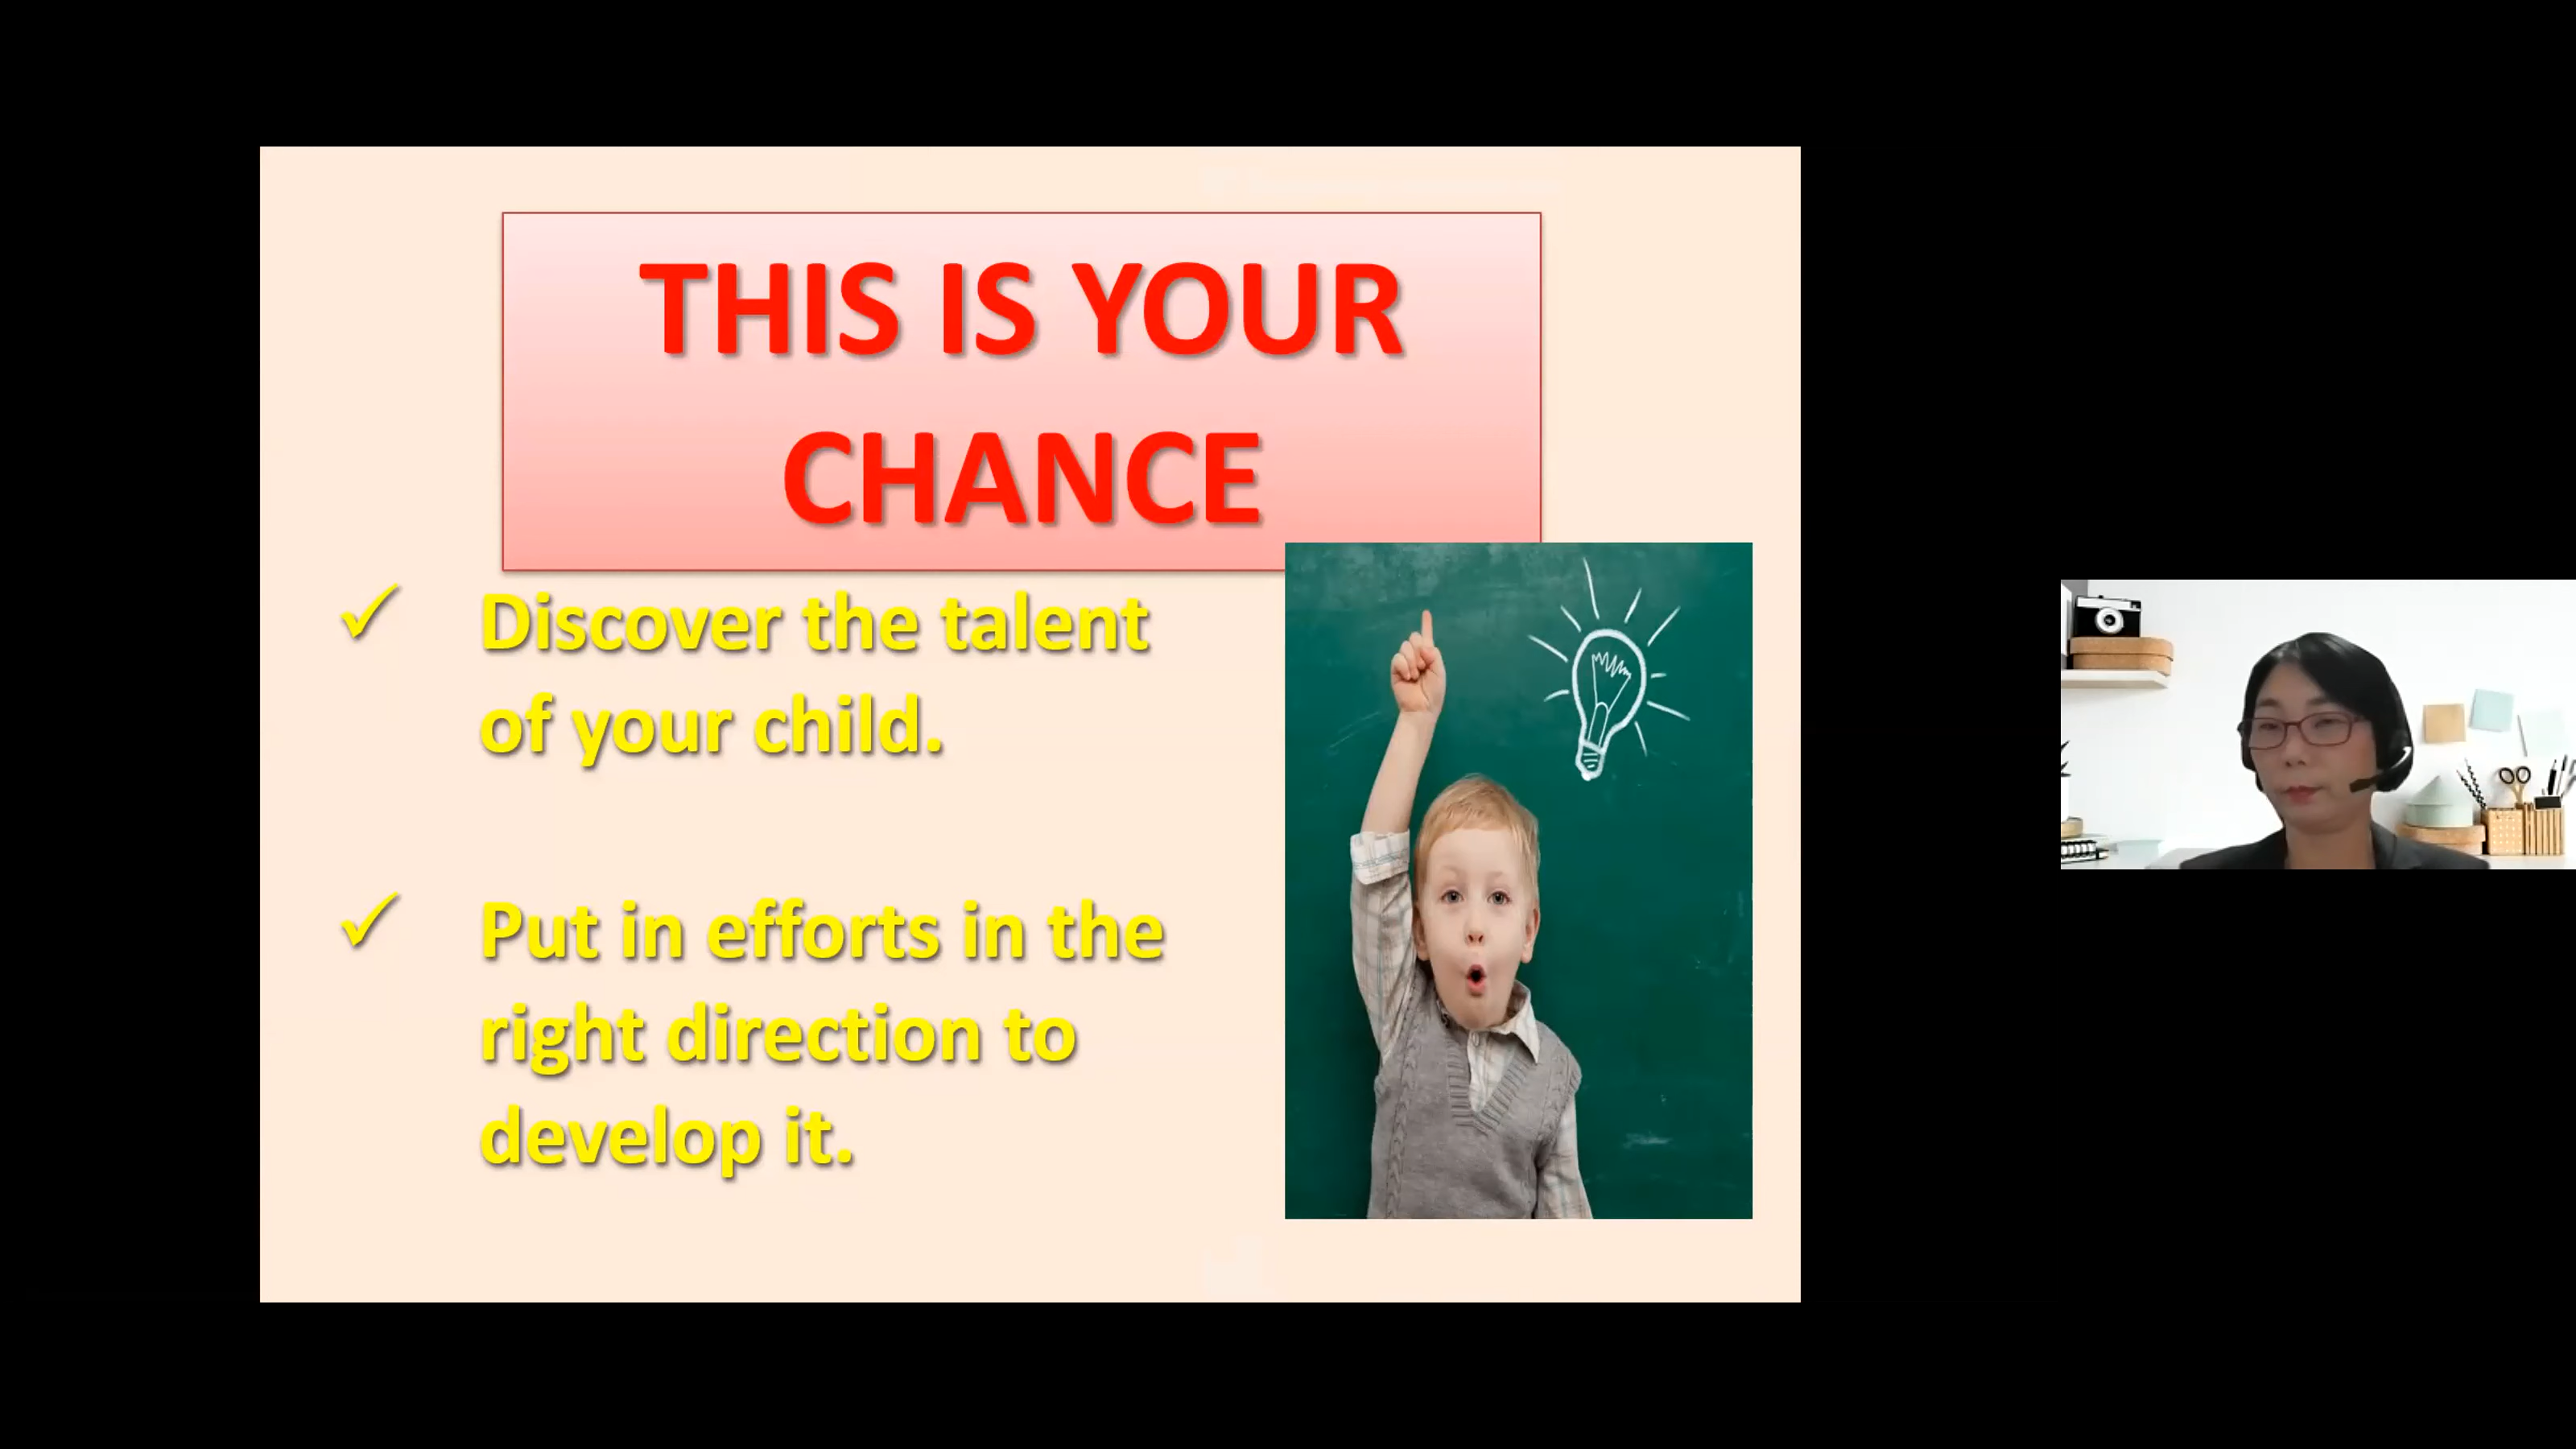 THIS IS YOUR
CHANCE
✓ Discover the talent
of your child.
✓ Put in efforts in the
right direction to
develop it.